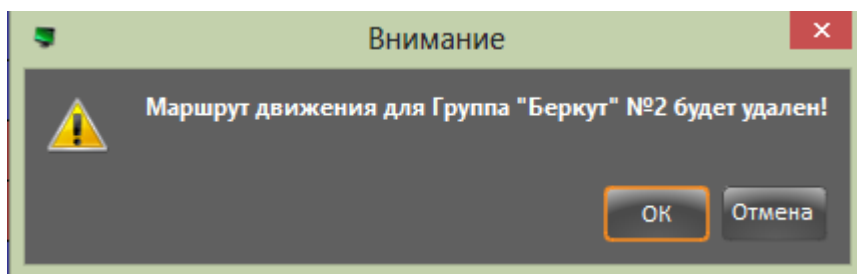 Внимание
Маршрут движения для Группа "Беркут" №2 будет удален!
ОК
Отмена